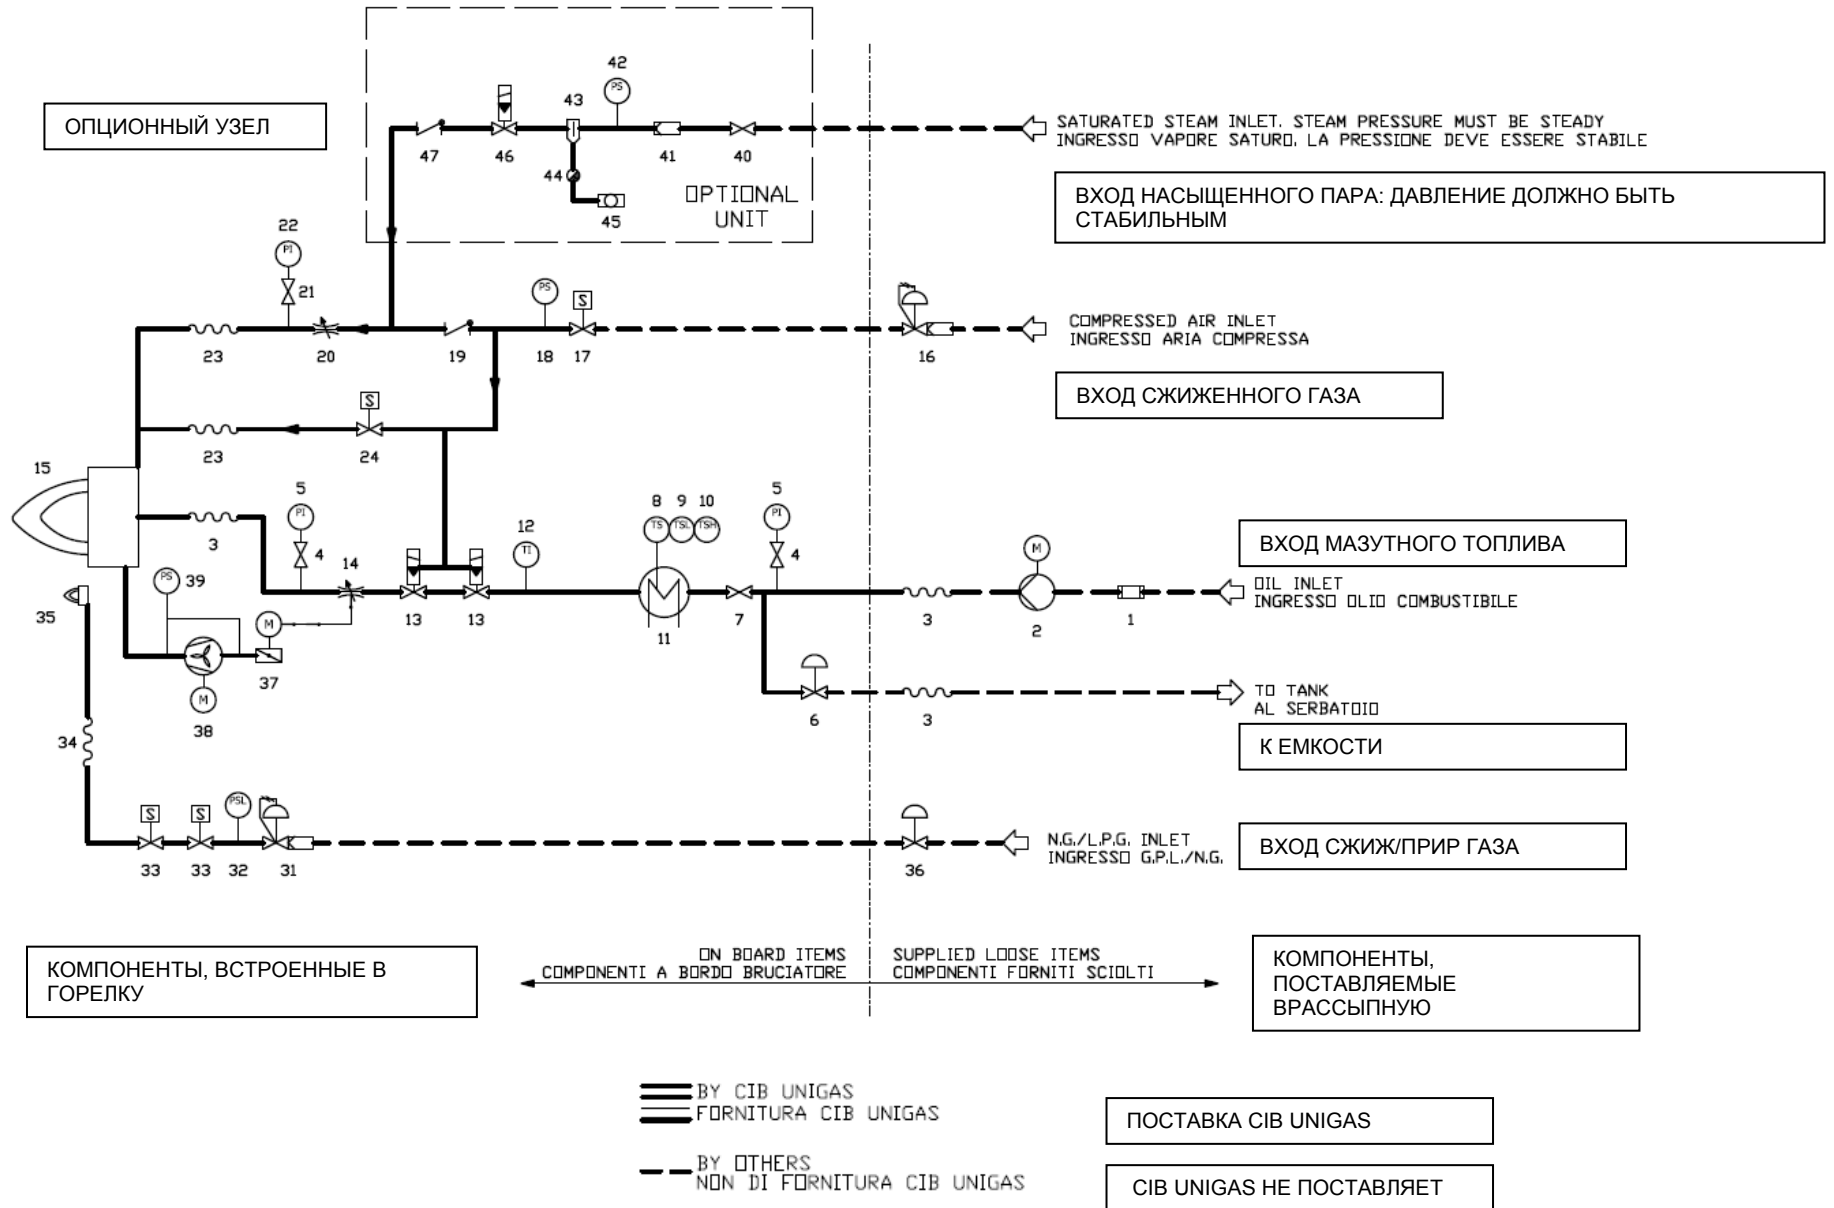 42
PS
43
ОПЦИОННЫЙ УЗЕЛ
SATURATED STEAM INLET. STEAM PRESSURE MUST BE STEADY
INGRESSO VAPORE SATURO. LA PRESSIONE DEVE ESSERE STABILE
47 46 41 40
44
45
OPTIONAL
UNIT
ВХОД НАСЫЩЕННОГО ПАРА: ДАВЛЕНИЕ ДОЛЖНО БЫТЬ
СТАБИЛЬНЫМ
22
PI
21
PS S
COMPRESSED AIR INLET
INGRESSO ARIA COMPRESSA
23 20 19 18 17 16
ВХОД СЖИЖЕННОГО ГАЗА
S
23 24
15
5 8 9 10 5
PI TS TSL TSH PI
12
TI
M
ВХОД МАЗУТНОГО ТОПЛИВА
3 4 14 4
OIL INLET
INGRESSO OLIO COMBUSTIBILE
PS 39
35 M 13 13 11 7 3 2 1
37
M
38
6 3
TO TANK
AL SERBATOIO
34
К ЕМКОСТИ
S S PSL
N.G./L.P.G. INLET
INGRESSO G.P.L./N.G.
ВХОД СЖИЖ/ПРИР ГАЗА
33 33 32 31 36
КОМПОНЕНТЫ, ВСТРОЕННЫЕ В
ГОРЕЛКУ
ON BOARD ITEMS
COMPONENTI A BORDO BRUCIATORE
SUPPLIED LOOSE ITEMS
COMPONENTI FORNITI SCIOLTI
КОМПОНЕНТЫ,
ПОСТАВЛЯЕМЫЕ
ВРАССЫПНУЮ
BY CIB UNIGAS
FORNITURA CIB UNIGAS
ПОСТАВКА CIB UNIGAS
BY OTHERS
NON DI FORNITURA CIB UNIGAS
CIB UNIGAS НЕ ПОСТАВЛЯЕТ